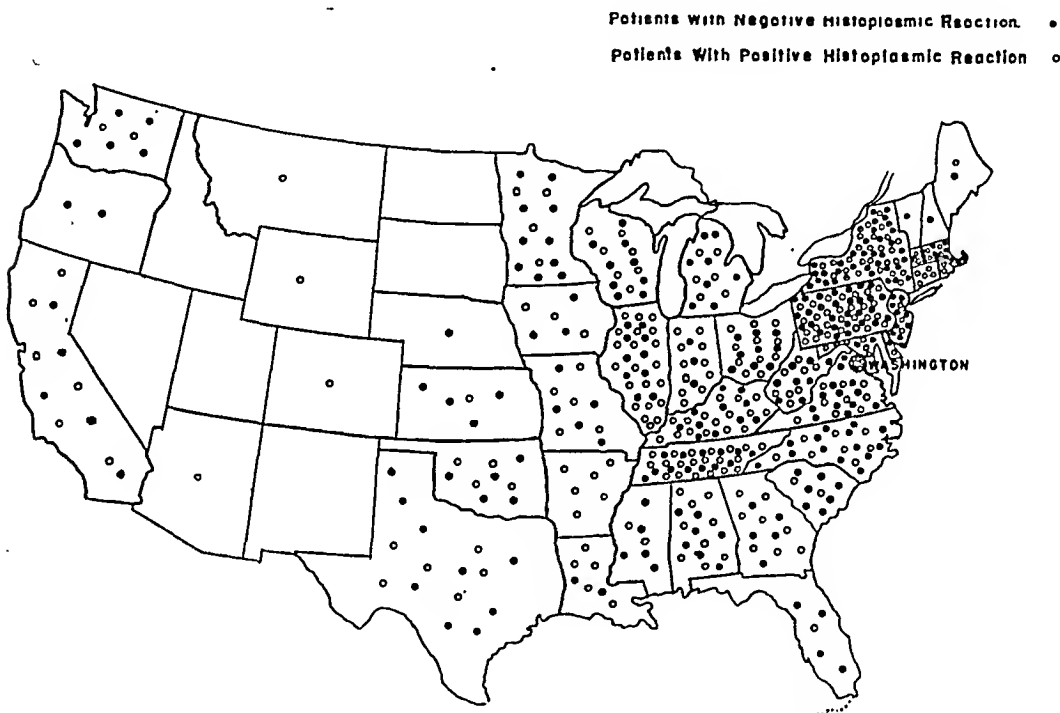 Patients With Negative Histoplasmic Reaction.
Patients With Positive Histoplasmic Reaction
WASHINGTON